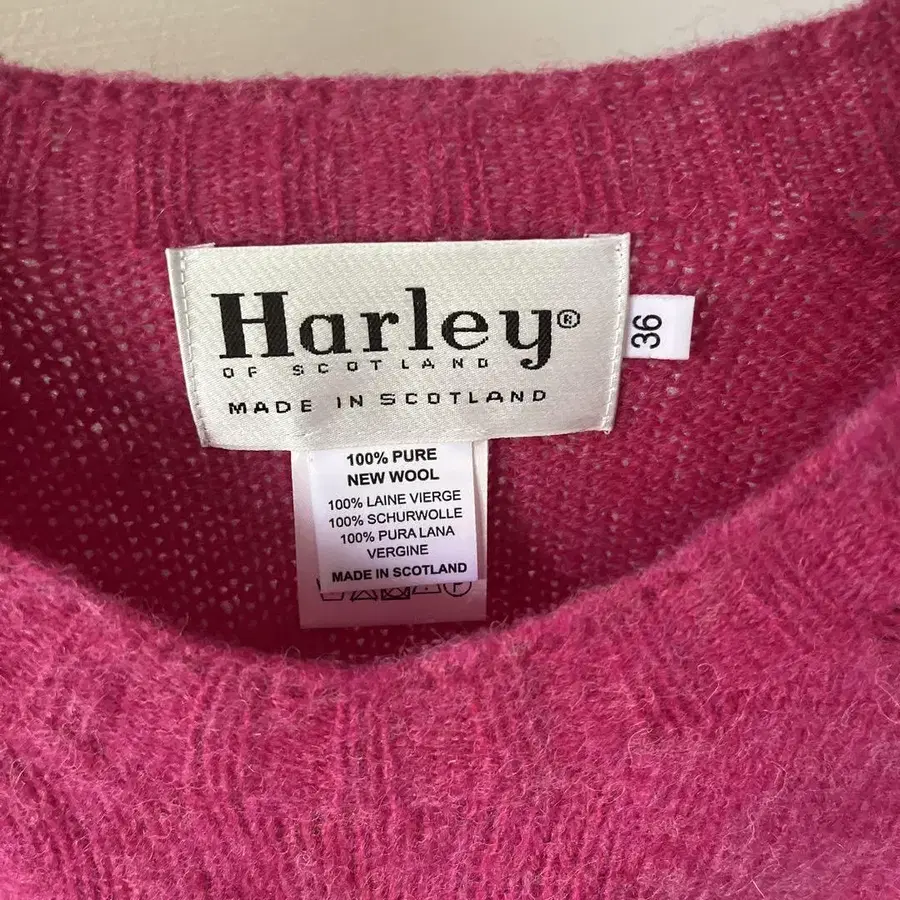 Harley®
OF SCOTLAND
MADE IN SCOTLAND
36
100% PURE
NEW WOOL
100% LAINE VIERGE
100% SCHURWOLLE
100% PURA LANA
VERGINE
MADE IN SCOTLAND